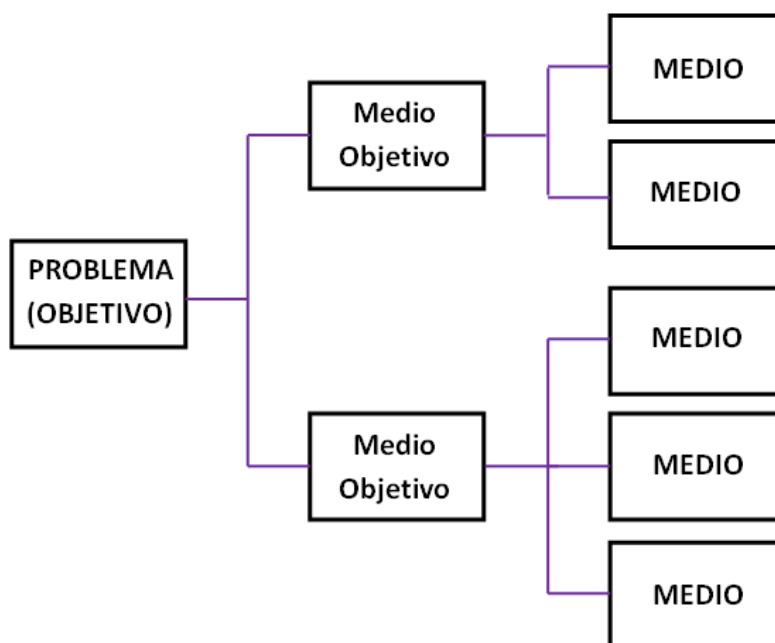 PROBLEMA
(OBJETIVO)
Medio
Objetivo
MEDIO
MEDIO
Medio
Objetivo
MEDIO
MEDIO
MEDIO